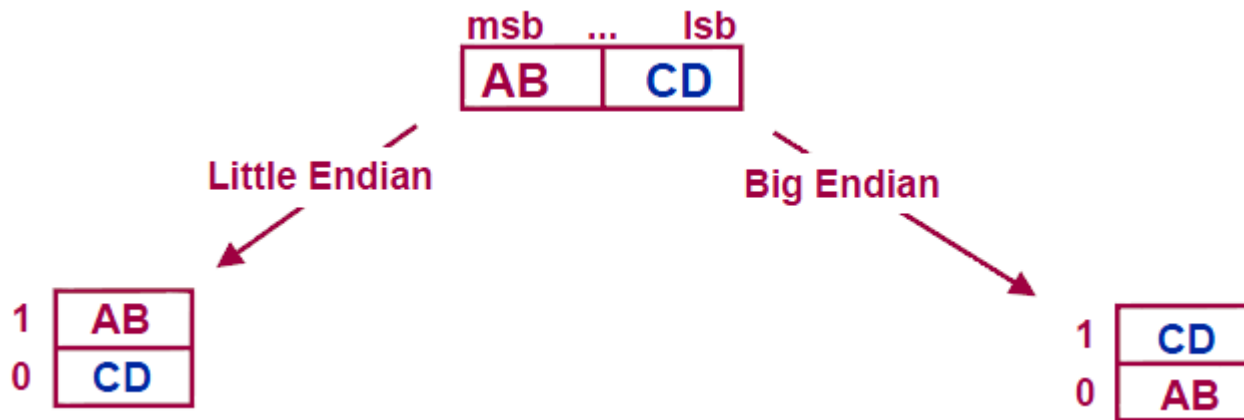 msb ... lsb
AB CD
Little Endian
Big Endian
1 AB
0 CD
1 CD
0 AB